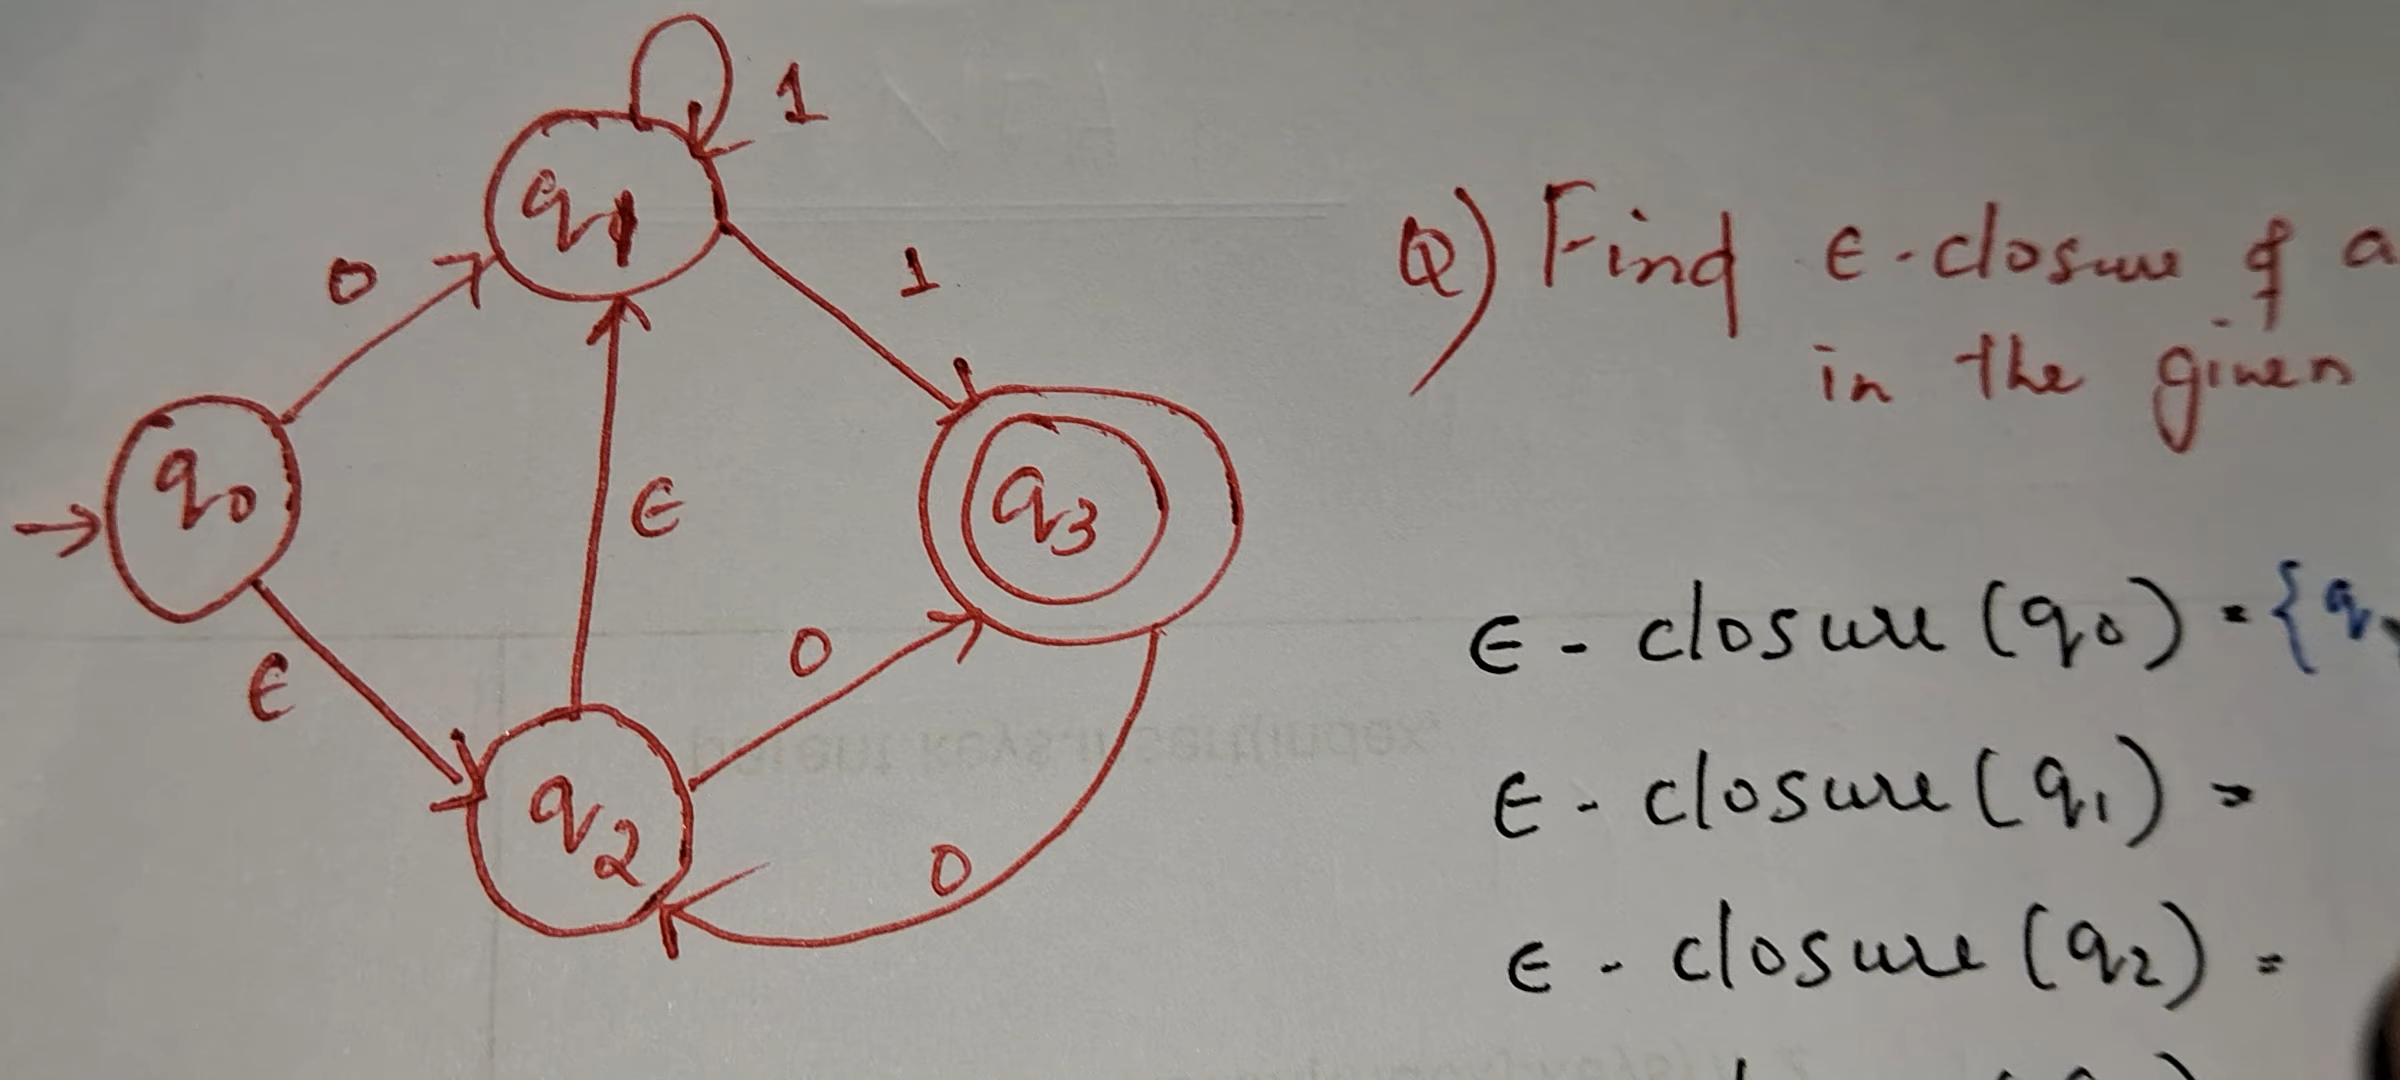 1
q1
0
1
Q) Find ε-closure of a
in the given
q0
q3
ε
ε - closure (q0) = {q
0
ε
ε - closure (q1) =
q2
0
ε - closure (q2) =